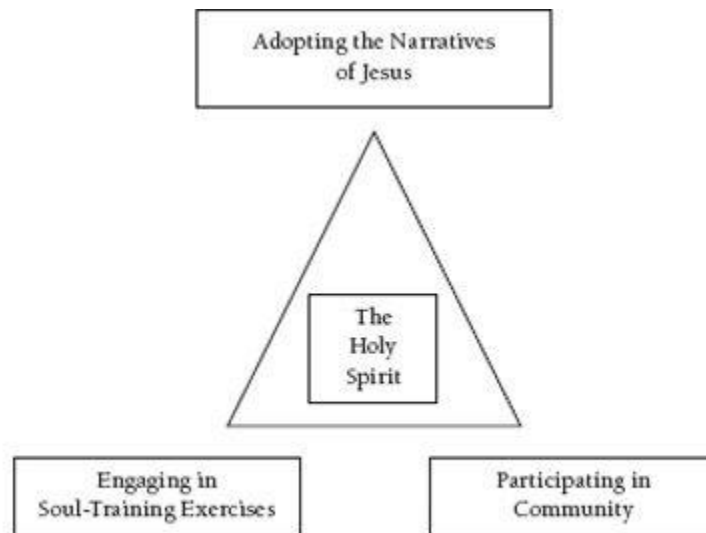 Adopting the Narratives
of Jesus
The
Holy
Spirit
Engaging in
Soul-Training Exercises
Participating in
Community